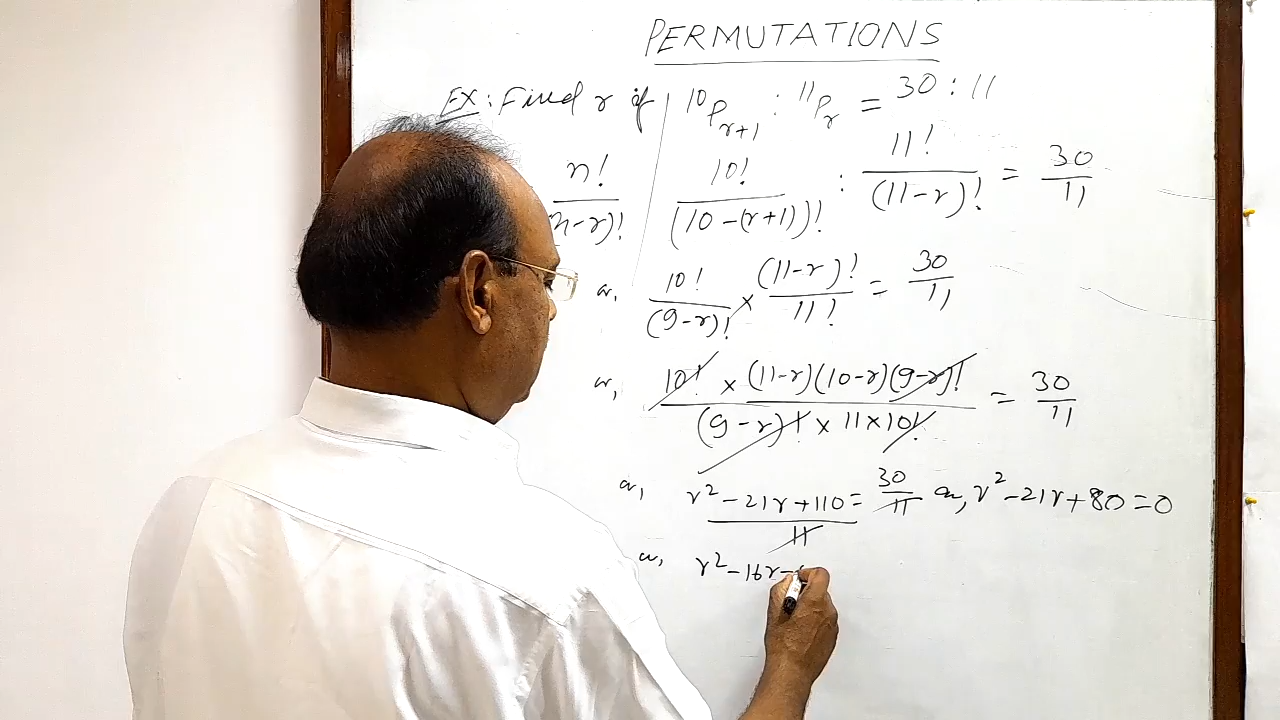 PERMUTATIONS
EX: Find r if ¹⁰P_{r+1} : ¹¹P_r = 30 : 11
n!/(n-r)! | 10!/(10-(r+1))! : 11!/(11-r)! = 30/11
or, 10!/(9-r)! × (11-r)!/11! = 30/11
or, 10! × (11-r)(10-r)(9-r)!/(9-r)! × 11 × 10! = 30/11
or, r² - 21r + 110/11 = 30/11 or, r² - 21r + 80 = 0
or, r² - 16r -